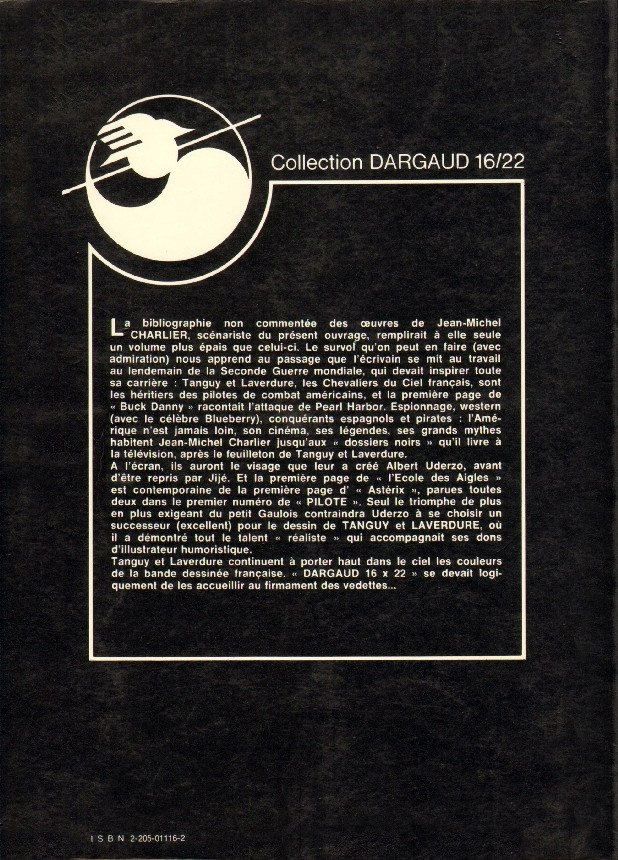 Collection DARGAUD 16/22
La bibliographie non commentée des œuvres de Jean-Michel
CHARLIER, scénariste du présent ouvrage, remplirait à elle seule
un volume plus épais que celui-ci. Le survol qu'on peut en faire (avec
admiration) nous apprend au passage que l'écrivain se mit au travail
au lendemain de la Seconde Guerre mondiale, qui devait inspirer toute
sa carrière : Tanguy et Laverdure, les Chevaliers du Ciel français, sont
les héritiers des pilotes de combat américains, et la première page de
« Buck Danny » racontait l'attaque de Pearl Harbor. Espionnage, western
(avec le célèbre Blueberry), conquérants espagnols et pirates : l'Amé-
rique n'est jamais loin, son cinéma, ses légendes, ses grands mythes
habitent Jean-Michel Charlier jusqu'aux « dossiers noirs » qu'il livre à
la télévision, après le feuilleton de Tanguy et Laverdure.
A l'écran, ils auront le visage que leur a créé Albert Uderzo, avant
d'être repris par Jijé. Et la première page de « l'Ecole des Aigles »
est contemporaine de la première page d' « Astérix », parues toutes
deux dans le premier numéro de « PILOTE ». Seul le triomphe de plus
en plus exigeant du petit Gaulois contraindra Uderzo à se choisir un
successeur (excellent) pour le dessin de TANGUY et LAVERDURE, où
il a démontré tout le talent « réaliste » qui accompagnait ses dons
d'illustrateur humoristique.
Tanguy et Laverdure continuent à porter haut dans le ciel les couleurs
de la bande dessinée française. « DARGAUD 16 x 22 » se devait logi-
quement de les accueillir au firmament des vedettes...
ISBN 2-205-01116-2